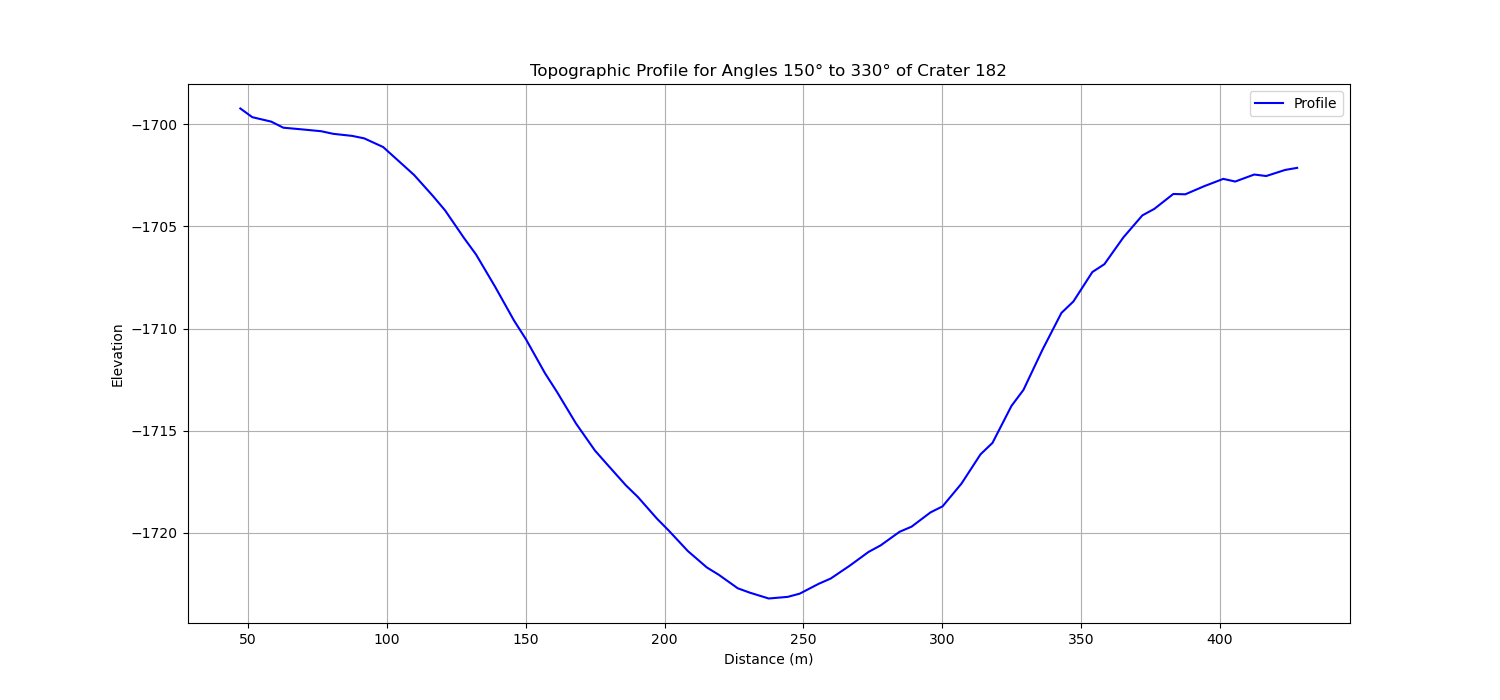 Topographic Profile for Angles 150° to 330° of Crater 182
Profile
−1700
−1705
−1710
−1715
−1720
Elevation
50 100 150 200 250 300 350 400
Distance (m)